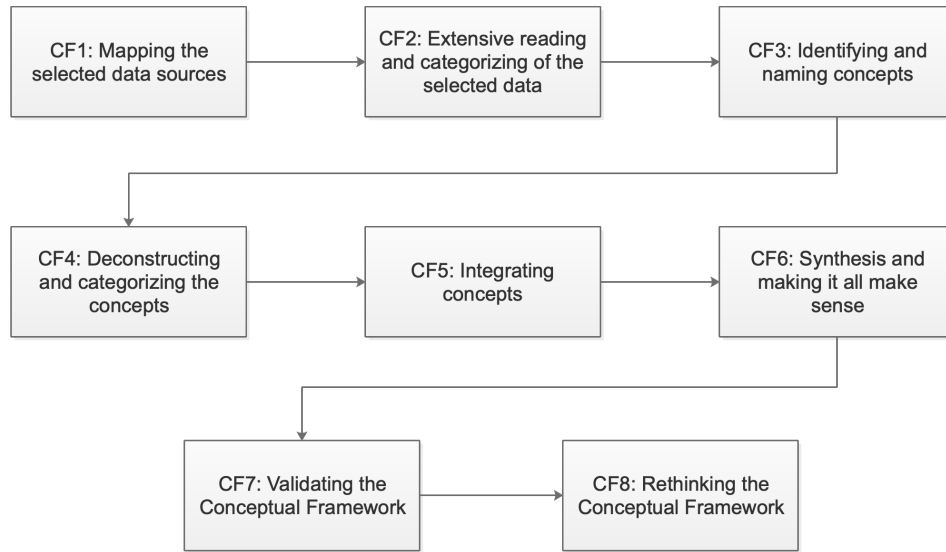 CF1: Mapping the
selected data sources
CF2: Extensive reading
and categorizing of the
selected data
CF3: Identifying and
naming concepts
CF4: Deconstructing
and categorizing the
concepts
CF5: Integrating
concepts
CF6: Synthesis and
making it all make
sense
CF7: Validating the
Conceptual Framework
CF8: Rethinking the
Conceptual Framework